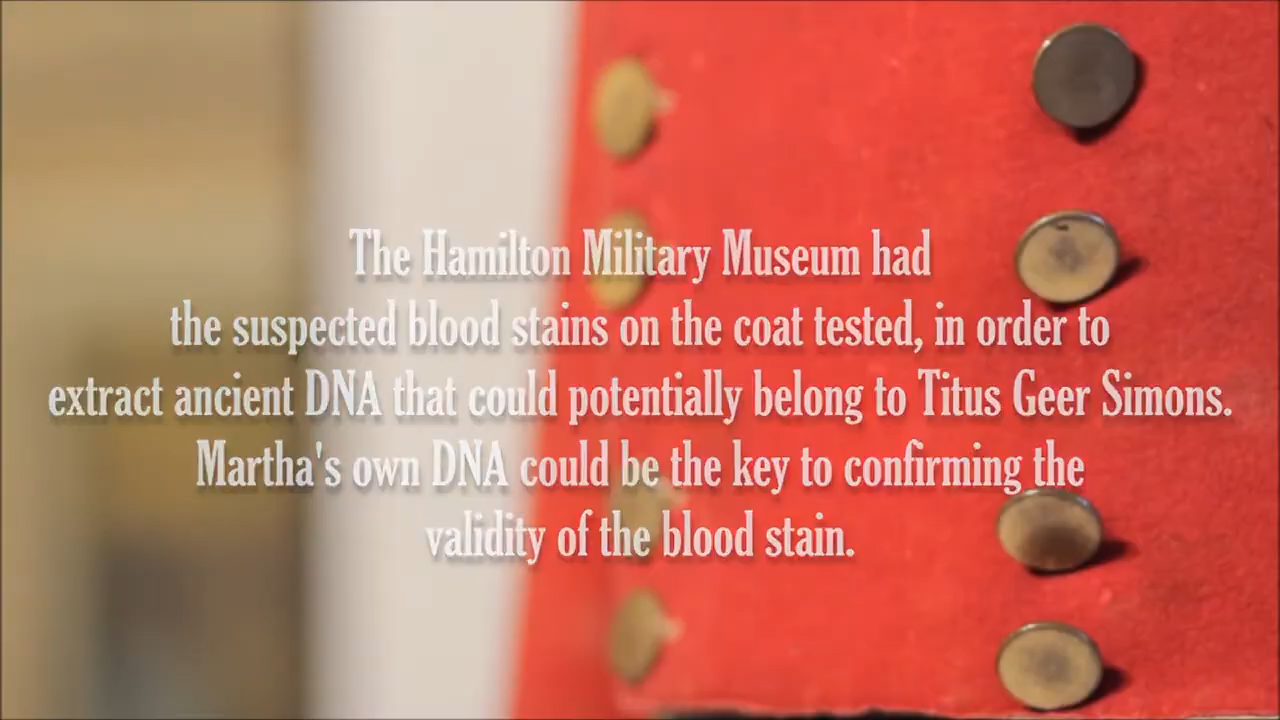 The Hamilton Military Museum had
the suspected blood stains on the coat tested, in order to
extract ancient DNA that could potentially belong to Titus Geer Simons.
Martha's own DNA could be the key to confirming the
validity of the blood stain.